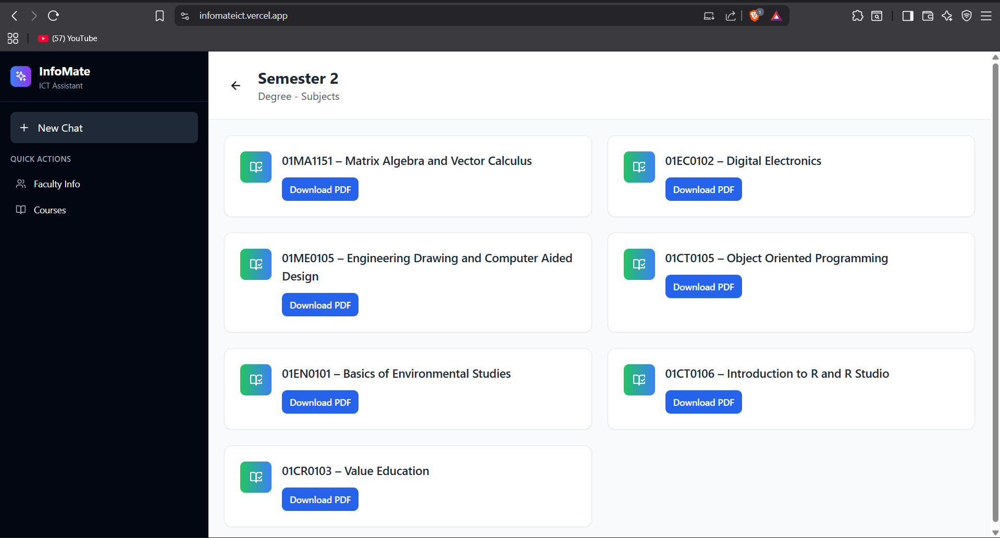 infomateict.vercel.app
1
(57) YouTube
InfoMate
ICT Assistant
New Chat
QUICK ACTIONS
Faculty Info
Courses
Semester 2
Degree - Subjects
01MA1151 – Matrix Algebra and Vector Calculus
Download PDF
01EC0102 – Digital Electronics
Download PDF
01ME0105 – Engineering Drawing and Computer Aided
Design
Download PDF
01CT0105 – Object Oriented Programming
Download PDF
01EN0101 – Basics of Environmental Studies
Download PDF
01CT0106 – Introduction to R and R Studio
Download PDF
01CR0103 – Value Education
Download PDF